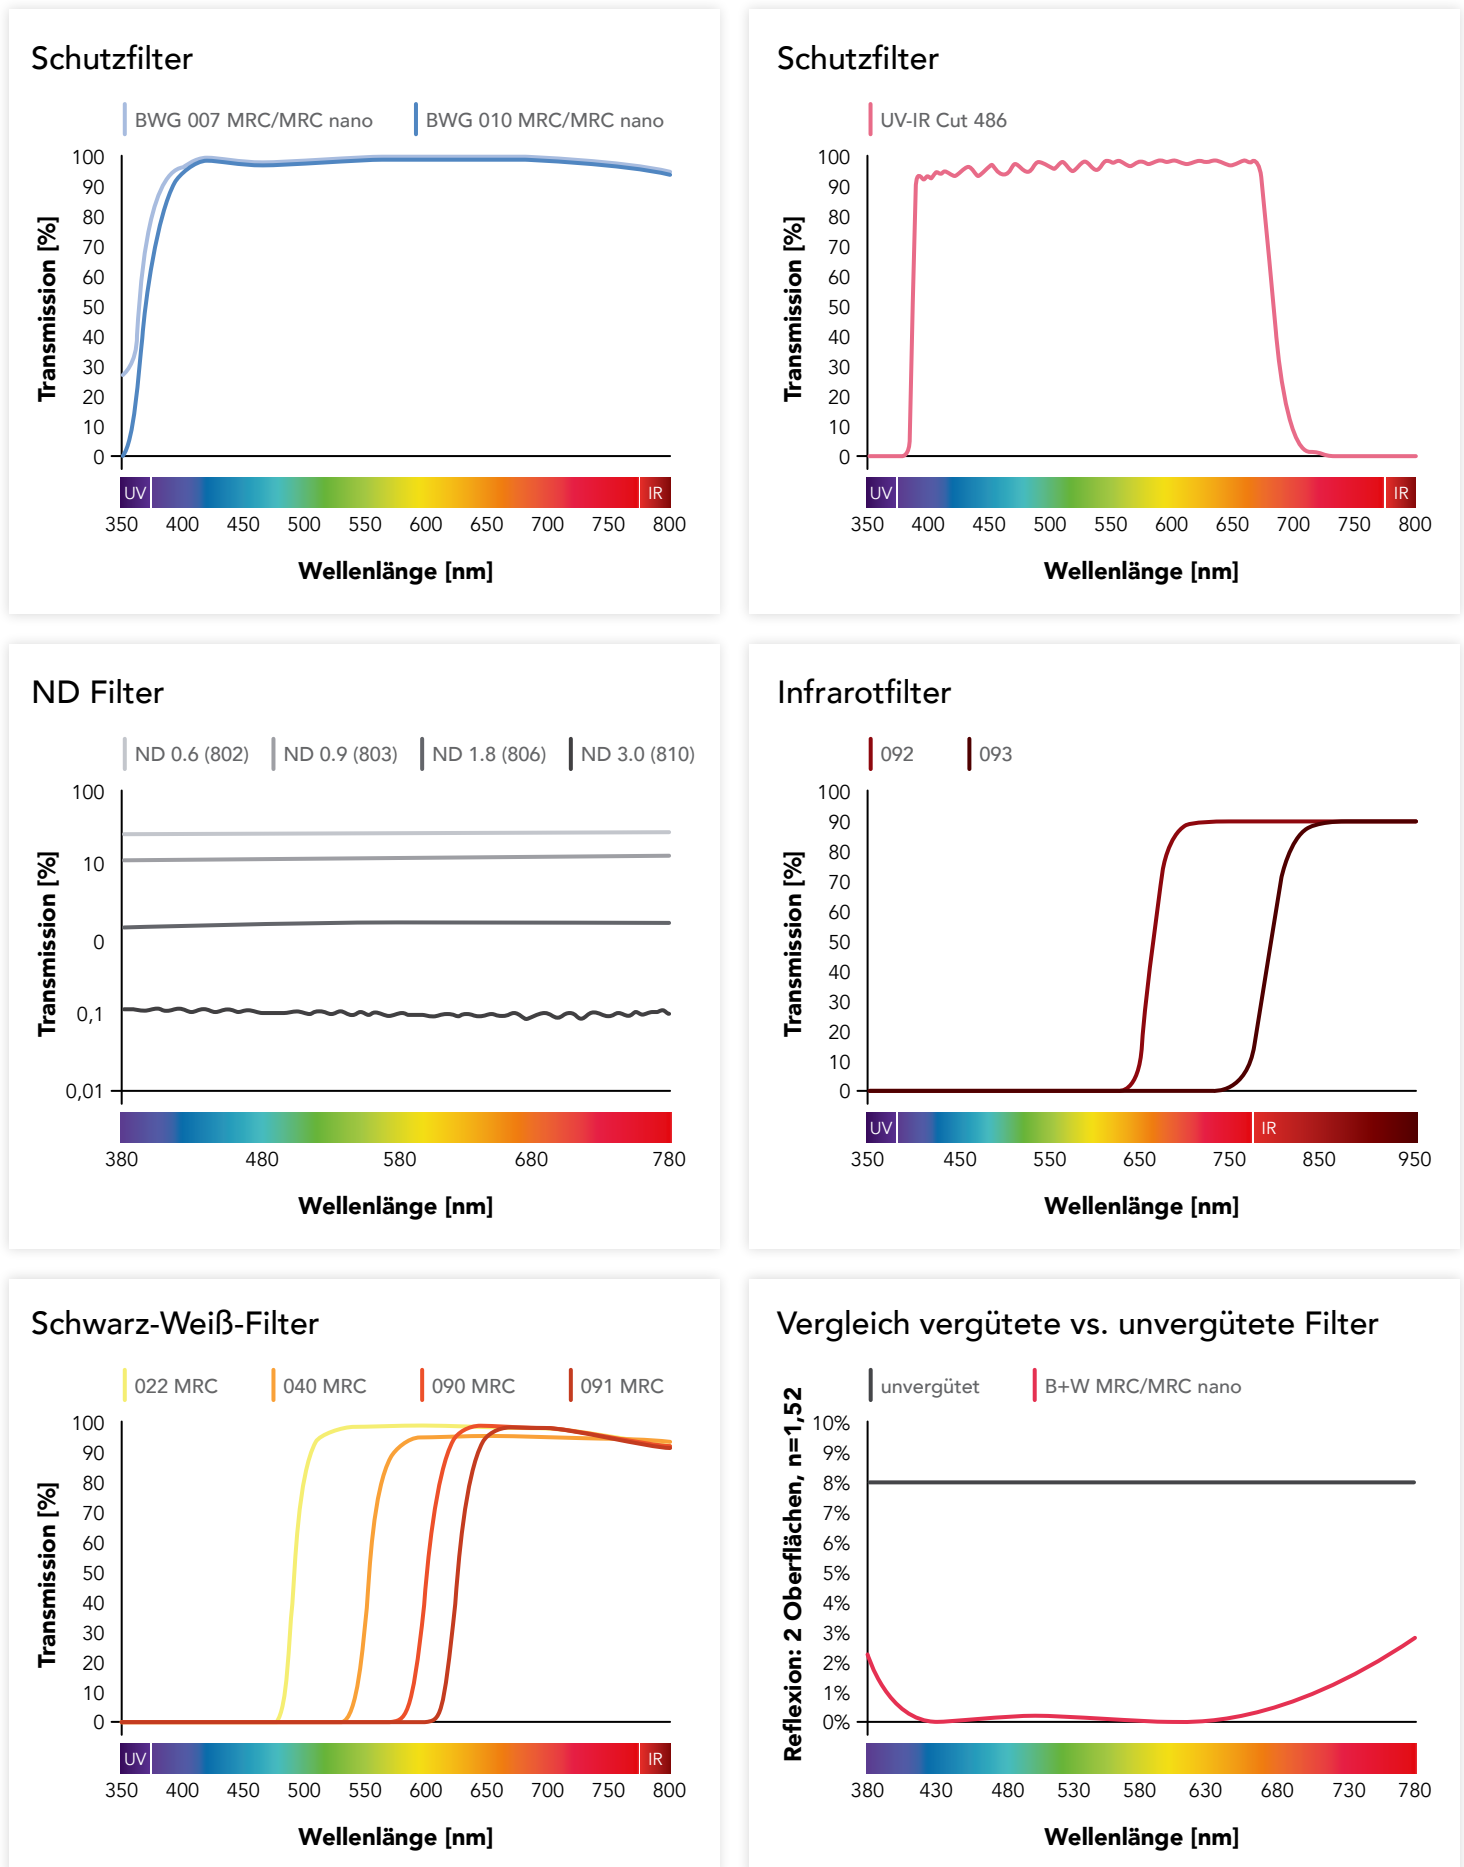 Schutzfilter
BWG 007 MRC/MRC nano
BWG 010 MRC/MRC nano
Transmission [%]
100
90
80
70
60
50
40
30
20
10
0
UV
IR
350 400 450 500 550 600 650 700 750 800
Wellenlänge [nm]
Schutzfilter
UV-IR Cut 486
Transmission [%]
100
90
80
70
60
50
40
30
20
10
0
UV
IR
350 400 450 500 550 600 650 700 750 800
Wellenlänge [nm]
ND Filter
ND 0.6 (802)
ND 0.9 (803)
ND 1.8 (806)
ND 3.0 (810)
Transmission [%]
100
10
0
0,1
0,01
380 480 580 680 780
Wellenlänge [nm]
Infrarotfilter
092
093
Transmission [%]
100
90
80
70
60
50
40
30
20
10
0
UV
IR
350 450 550 650 750 850 950
Wellenlänge [nm]
Schwarz-Weiß-Filter
022 MRC
040 MRC
090 MRC
091 MRC
Transmission [%]
100
90
80
70
60
50
40
30
20
10
0
UV
IR
350 400 450 500 550 600 650 700 750 800
Wellenlänge [nm]
Vergleich vergütete vs. unvergütete Filter
unvergütet
B+W MRC/MRC nano
Reflexion: 2 Oberflächen, n=1,52
10%
9%
8%
7%
6%
5%
4%
3%
2%
1%
0%
380 430 480 530 580 630 680 730 780
Wellenlänge [nm]